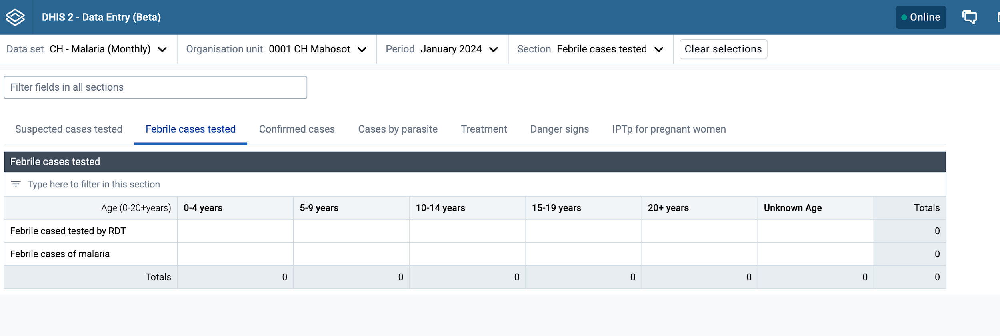 DHIS 2 - Data Entry (Beta)
Online
Data set CH - Malaria (Monthly) Organisation unit 0001 CH Mahosot Period January 2024 Section Febrile cases tested Clear selections
Filter fields in all sections
Suspected cases tested Febrile cases tested Confirmed cases Cases by parasite Treatment Danger signs IPTp for pregnant women
Febrile cases tested
Type here to filter in this section
Age (0-20+years) 0-4 years 5-9 years 10-14 years 15-19 years 20+ years Unknown Age Totals
Febrile cased tested by RDT 0
Febrile cases of malaria 0
Totals 0 0 0 0 0 0 0